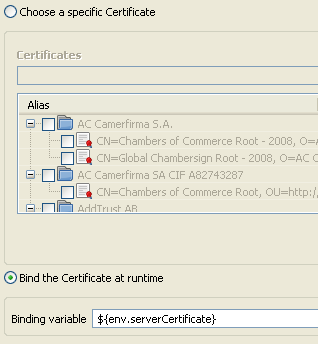 Choose a specific Certificate
Certificates
Alias
AC Camerfirma S.A.
CN=Chambers of Commerce Root - 2008, O=A
CN=Global Chambersign Root - 2008, O=AC C
AC Camerfirma SA CIF A82743287
CN=Chambers of Commerce Root, OU=http:/
AddTrust AB
Bind the Certificate at runtime
Binding variable ${env.serverCertificate}